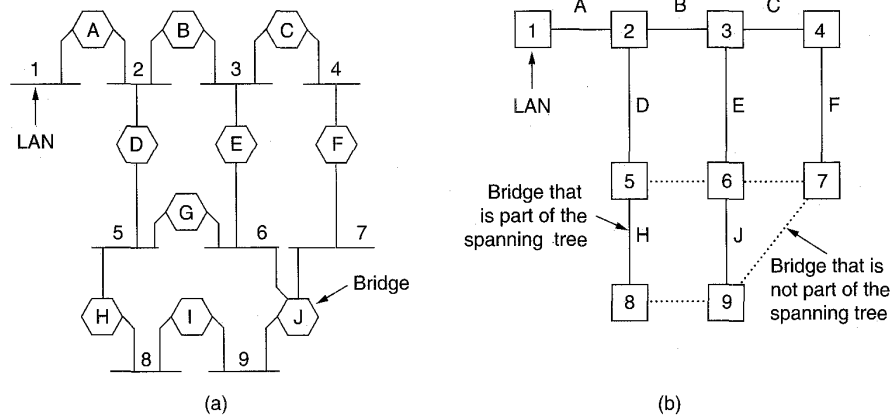 A B C
1 2 3 4
LAN
D E F
G
5 6 7
Bridge
H I J
8 9
(a)
A B C
1 2 3 4
LAN
D E F
5 6 7
Bridge that
is part of the
spanning tree
H J
Bridge that is
not part of the
spanning tree
8 9
(b)